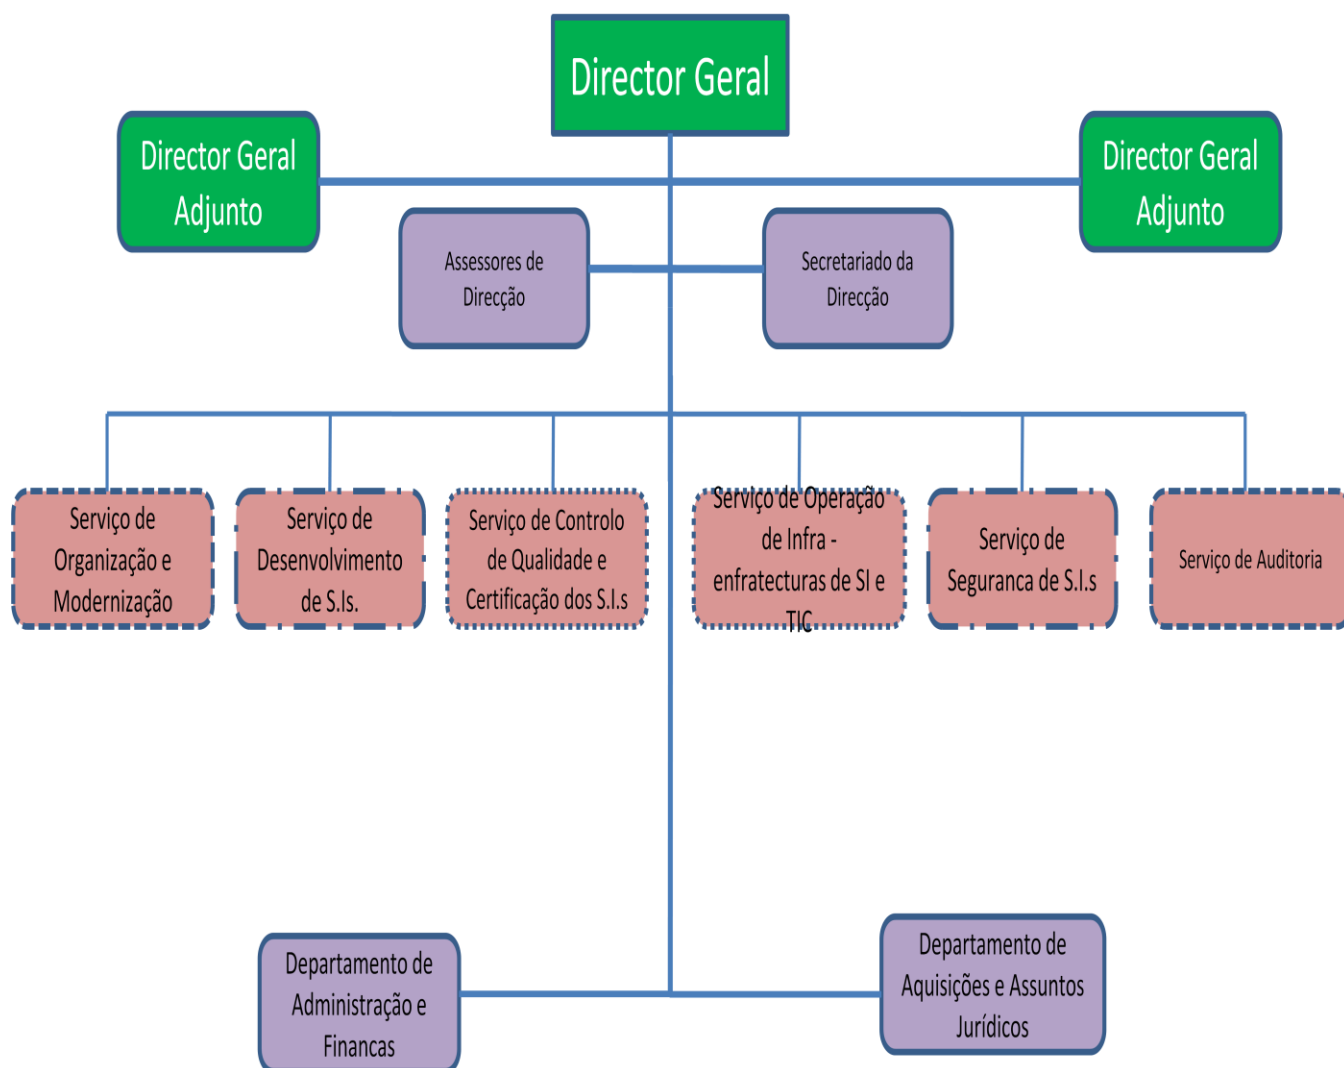 Director Geral
Director Geral
Adjunto
Director Geral
Adjunto
Assessores de
Direcção
Secretariado da
Direcção
Serviço de
Organização e
Modernização
Serviço de
Desenvolvimento
de S.Is.
Serviço de Controlo
de Qualidade e
Certificação dos S.I.s
Serviço de Operação
de Infra -
enfratecturas de SI e
TIC
Serviço de
Seguranca de S.I.s
Serviço de Auditoria
Departamento de
Administração e
Financas
Departamento de
Aquisições e Assuntos
Jurídicos